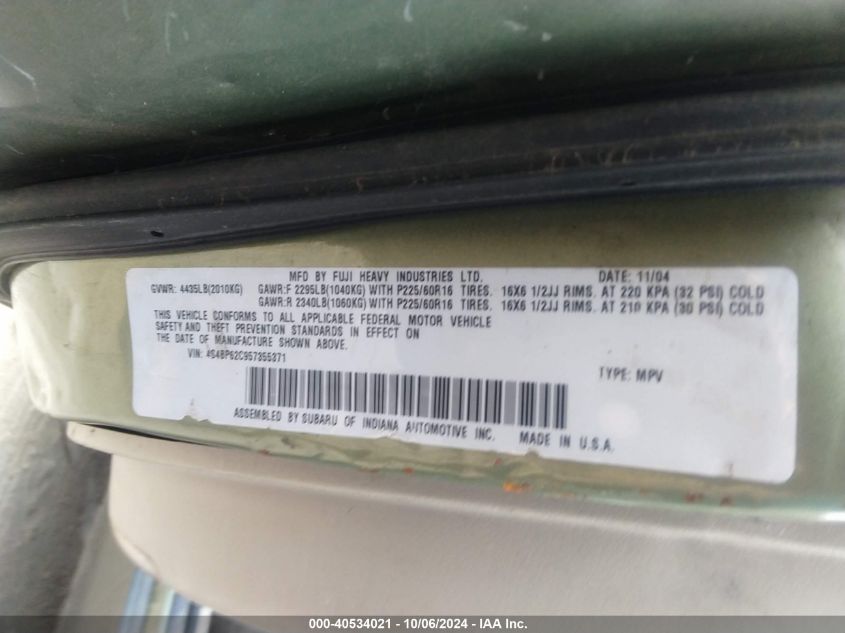 MFD BY FUJI HEAVY INDUSTRIES LTD. DATE: 11/04
GVWR: 4435LB(2010KG) GAWR:F 2295LB(1040KG) WITH P225/60R16 TIRES. 16X6 1/2JJ RIMS. AT 220 KPA (32 PSI) COLD
GAWR:R 2340LB(1060KG) WITH P225/60R16 TIRES. 16X6 1/2JJ RIMS. AT 210 KPA (30 PSI) COLD
THIS VEHICLE CONFORMS TO ALL APPLICABLE FEDERAL MOTOR VEHICLE
SAFETY AND THEFT PREVENTION STANDARDS IN EFFECT ON
THE DATE OF MANUFACTURE SHOWN ABOVE.
VIN: 4S4BP62C957355371 TYPE: MPV
ASSEMBLED BY SUBARU OF INDIANA AUTOMOTIVE INC. MADE IN U.S.A.
000-40534021 - 10/06/2024 - IAA Inc.